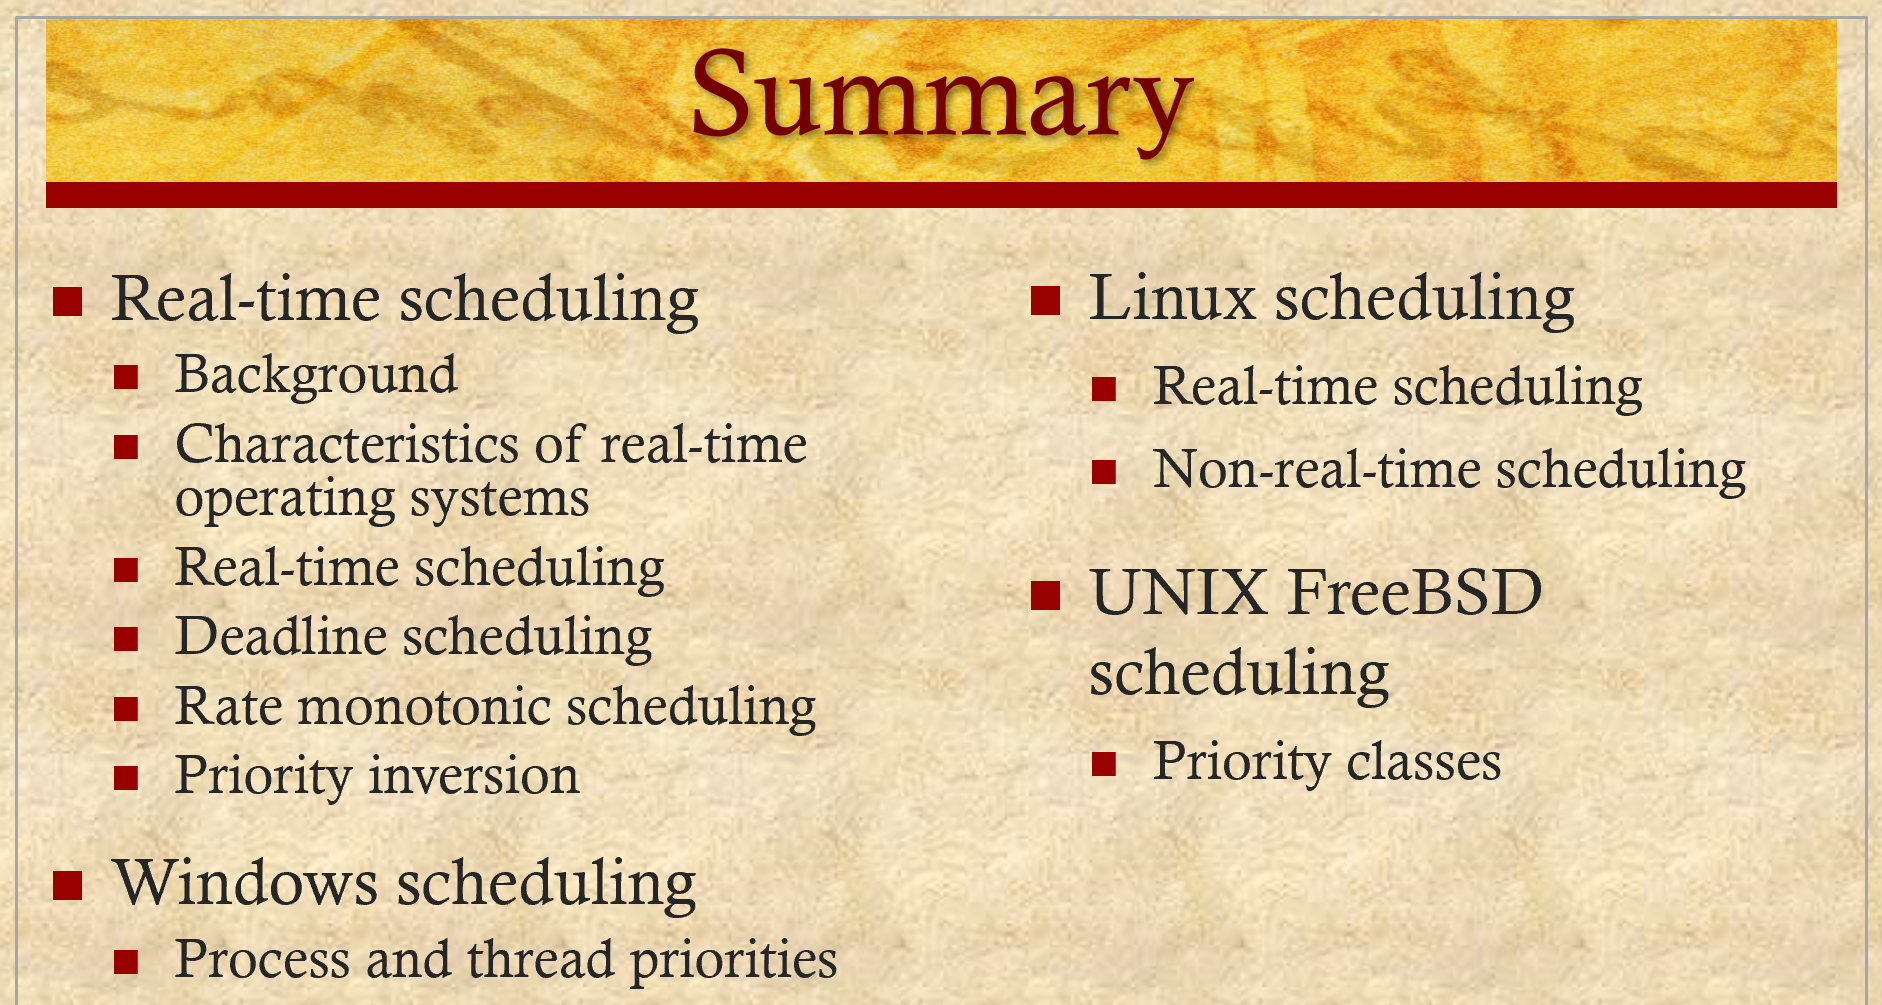 Summary
Real-time scheduling
Background
Characteristics of real-time
operating systems
Real-time scheduling
Deadline scheduling
Rate monotonic scheduling
Priority inversion
Windows scheduling
Process and thread priorities
Linux scheduling
Real-time scheduling
Non-real-time scheduling
UNIX FreeBSD
scheduling
Priority classes